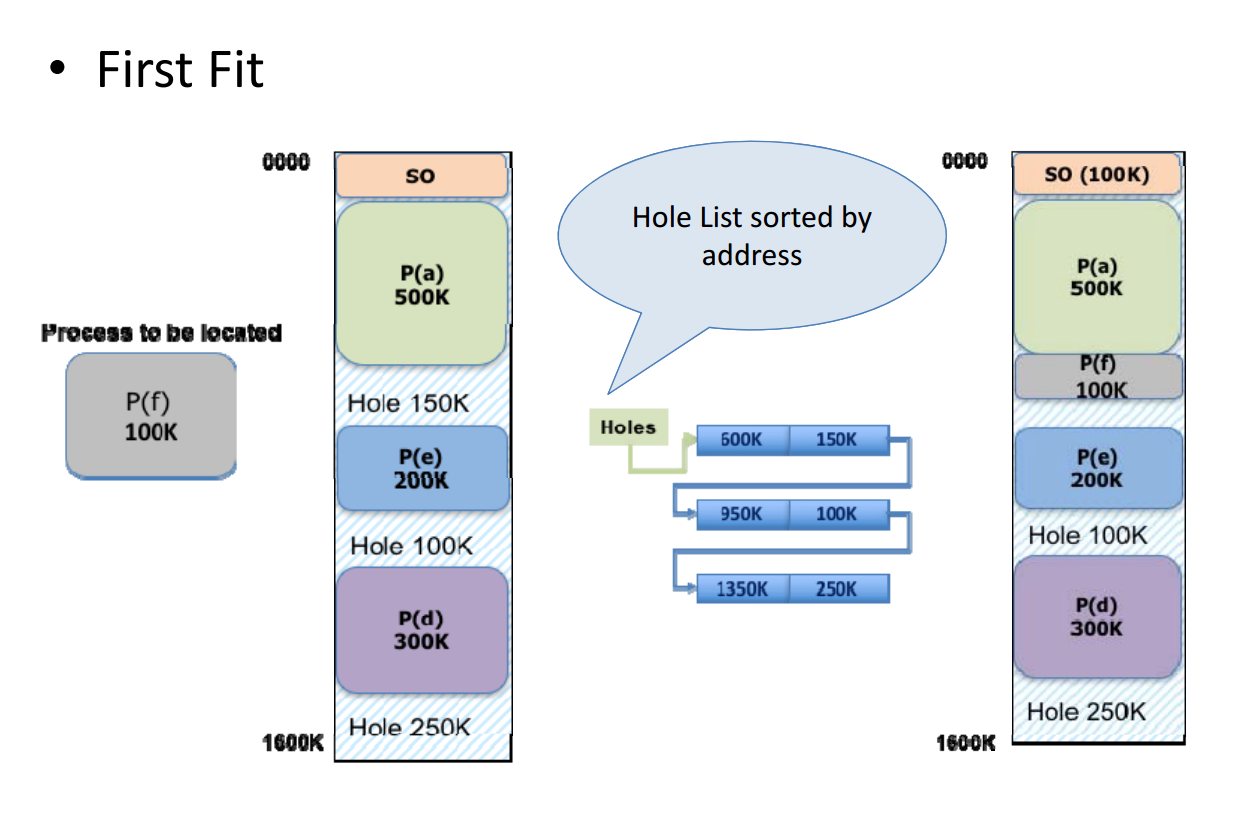 • First Fit
0000
SO
P(a)
500K
Hole 150K
P(e)
200K
Hole 100K
P(d)
300K
Hole 250K
1600K
Process to be located
P(f)
100K
Hole List sorted by
address
Holes
600K 150K
950K 100K
1350K 250K
0000
SO (100K)
P(a)
500K
P(f)
100K
P(e)
200K
Hole 100K
P(d)
300K
Hole 250K
1600K